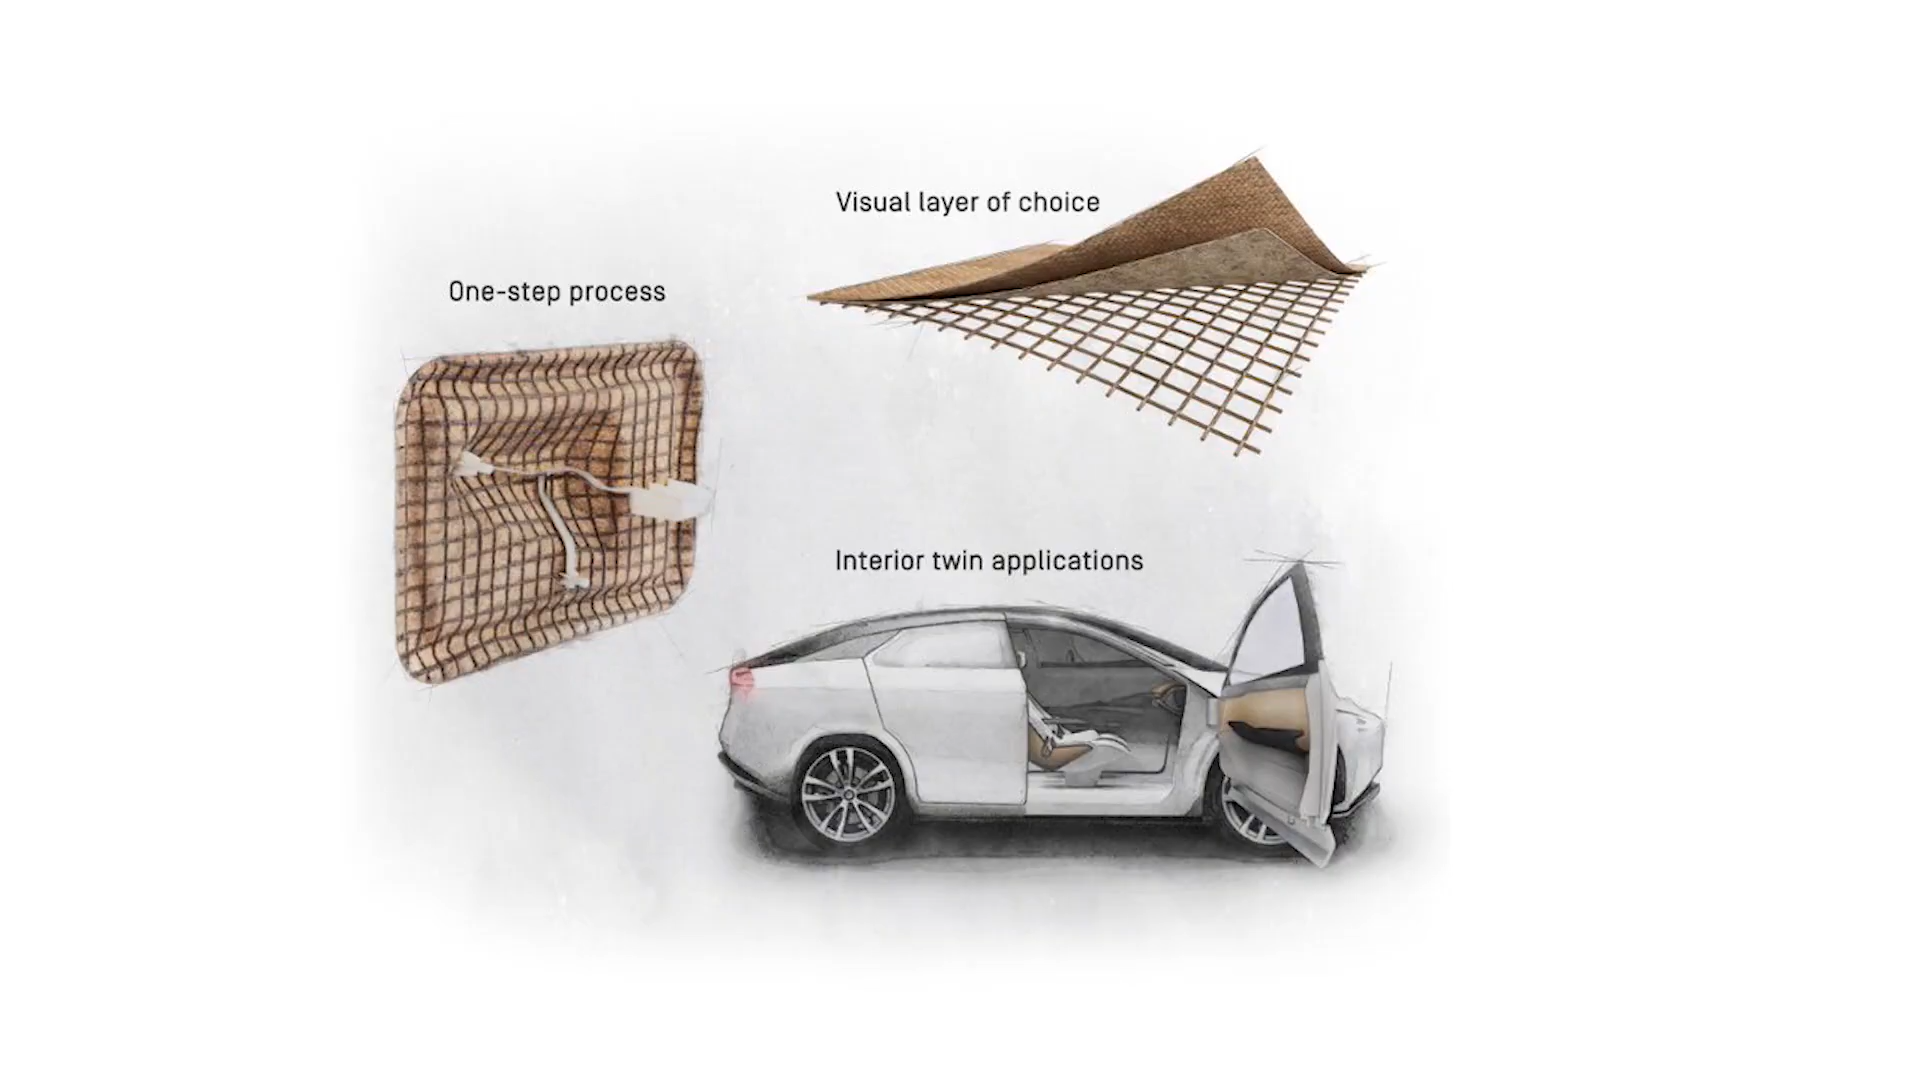 Visual layer of choice
One-step process
Interior twin applications